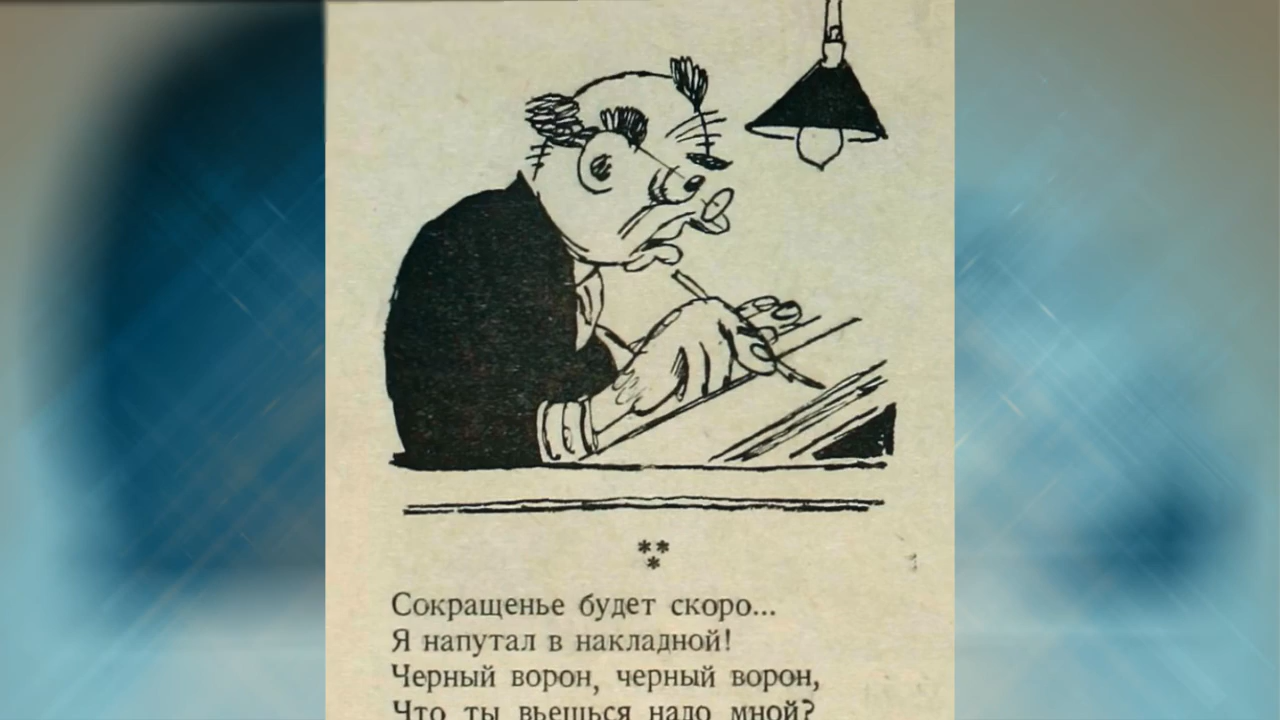 ***
Сокращенье будет скоро...
Я напутал в накладной!
Черный ворон, черный ворон,
Что ты вьешься надо мной?